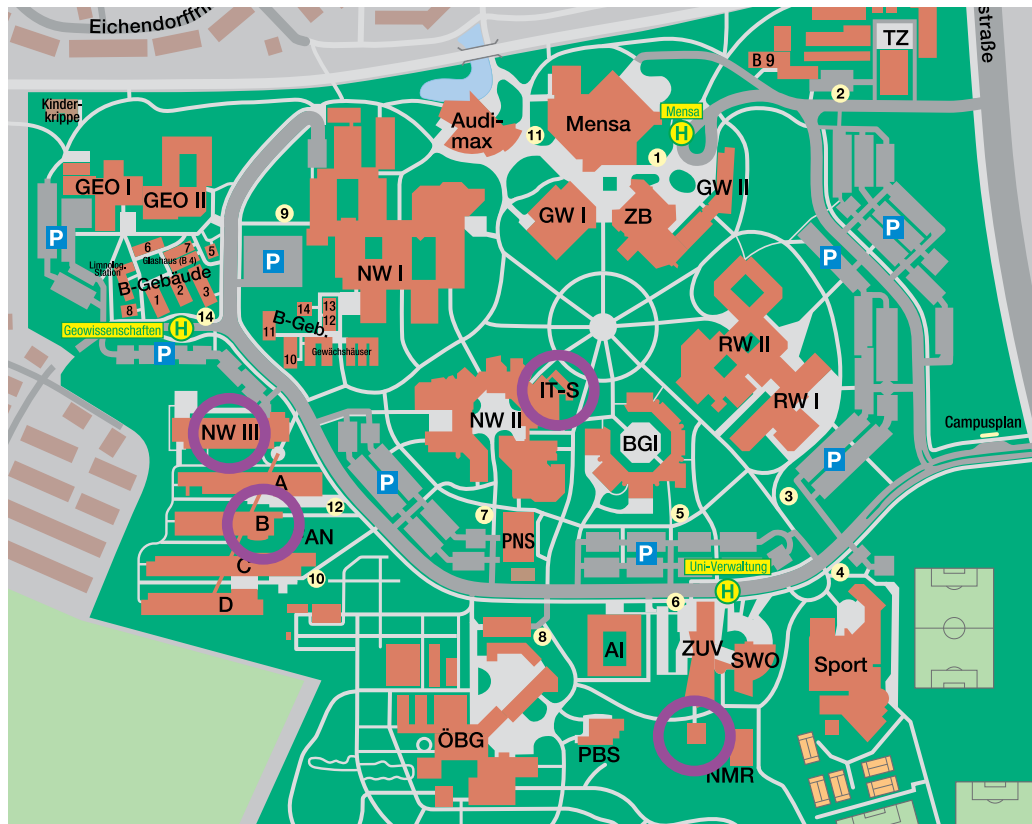 Eichendorffri
straße
TZ
B 9
2
Kinder-
krippe
Audi-
max
11
Mensa
Mensa
H
1
GEO I
GEO II
GW I
ZB
GW II
9
P
P
P
P
6
7
5
Glashaus (B 4)
Limnolog.
Station
B-Gebäude
1
2
3
8
14
NW I
Geowissenschaften
H
P
14
13
12
B-Geb
11
10
Gewächshäuser
RW II
IT-S
RW I
NW II
BGI
NW III
Campusplan
P
P
A
3
12
7
5
B
AN
PNS
P
C
10
Uni-Verwaltung
H
4
D
6
8
AI
ZUV
SWO
Sport
ÖBG
PBS
NMR